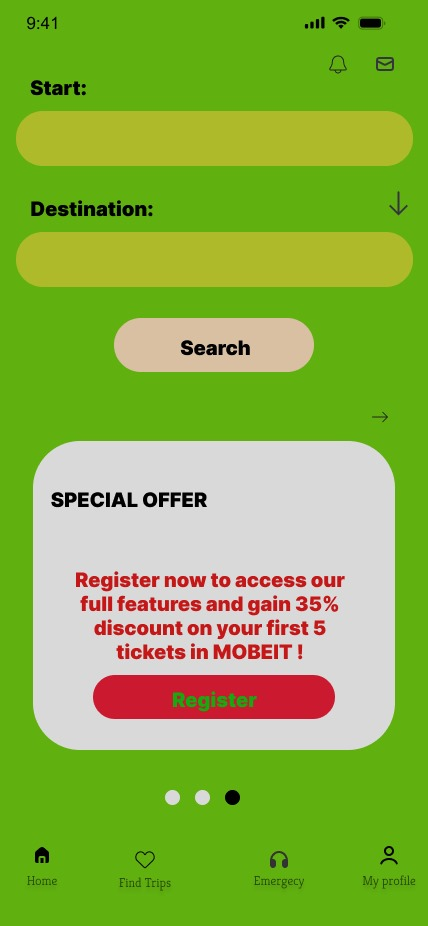 9:41
Start:
Destination:
Search
SPECIAL OFFER
Register now to access our
full features and gain 35%
discount on your first 5
tickets in MOBEIT !
Register
Home
Find Trips
Emergecy
My profile